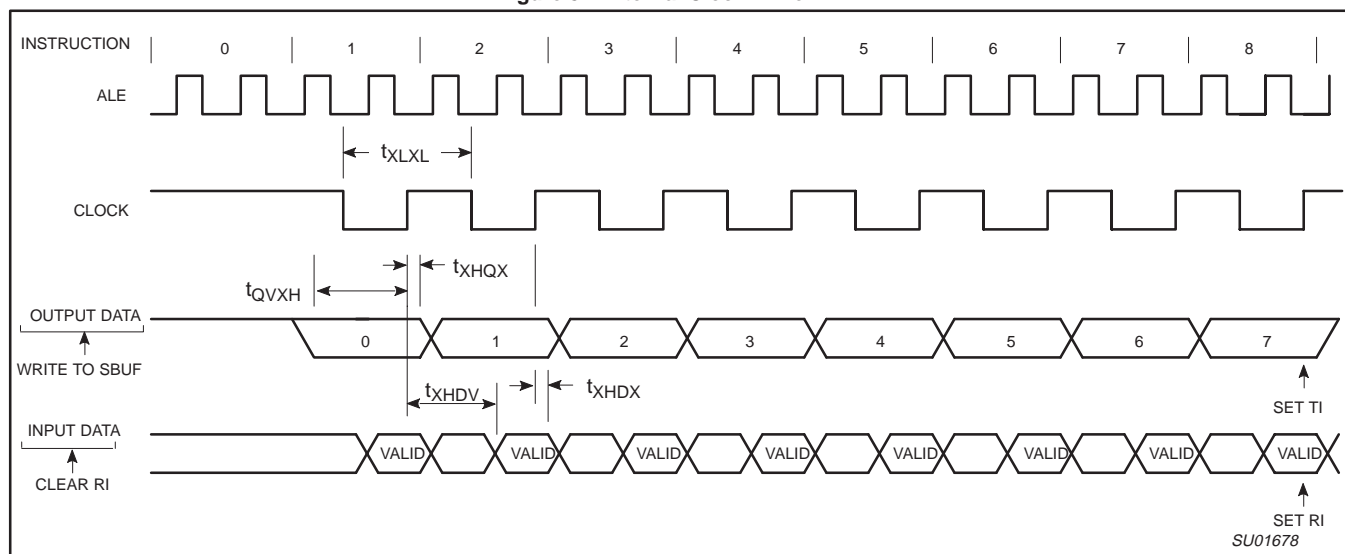 INSTRUCTION 0 1 2 3 4 5 6 7 8
ALE
tXLXL
CLOCK
tXHQX
tQVXH
OUTPUT DATA
0 1 2 3 4 5 6 7
WRITE TO SBUF
tXHDV
tXHDX
SET TI
INPUT DATA
VALID VALID VALID VALID VALID VALID VALID VALID
CLEAR RI
SET RI
SU01678